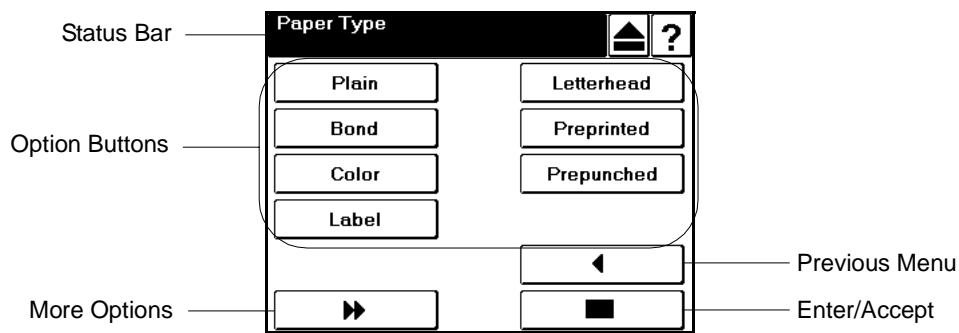 Status Bar
Paper Type
?
Plain
Letterhead
Option Buttons
Bond
Preprinted
Color
Prepunched
Label
Previous Menu
More Options
Enter/Accept